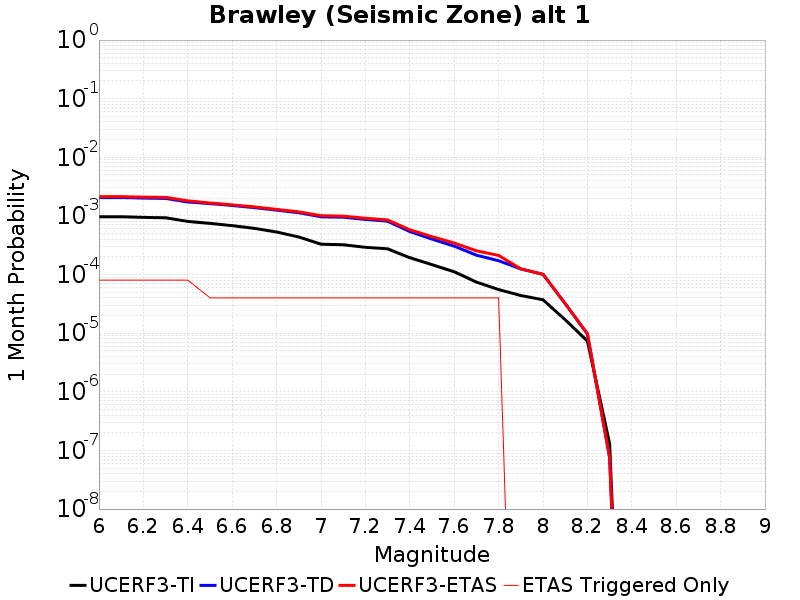 Brawley (Seismic Zone) alt 1
1 Month Probability
10^0
10^-1
10^-2
10^-3
10^-4
10^-5
10^-6
10^-7
10^-8
6 6.2 6.4 6.6 6.8 7 7.2 7.4 7.6 7.8 8 8.2 8.4 8.6 8.8 9
Magnitude
UCERF3-TI UCERF3-TD UCERF3-ETAS ETAS Triggered Only